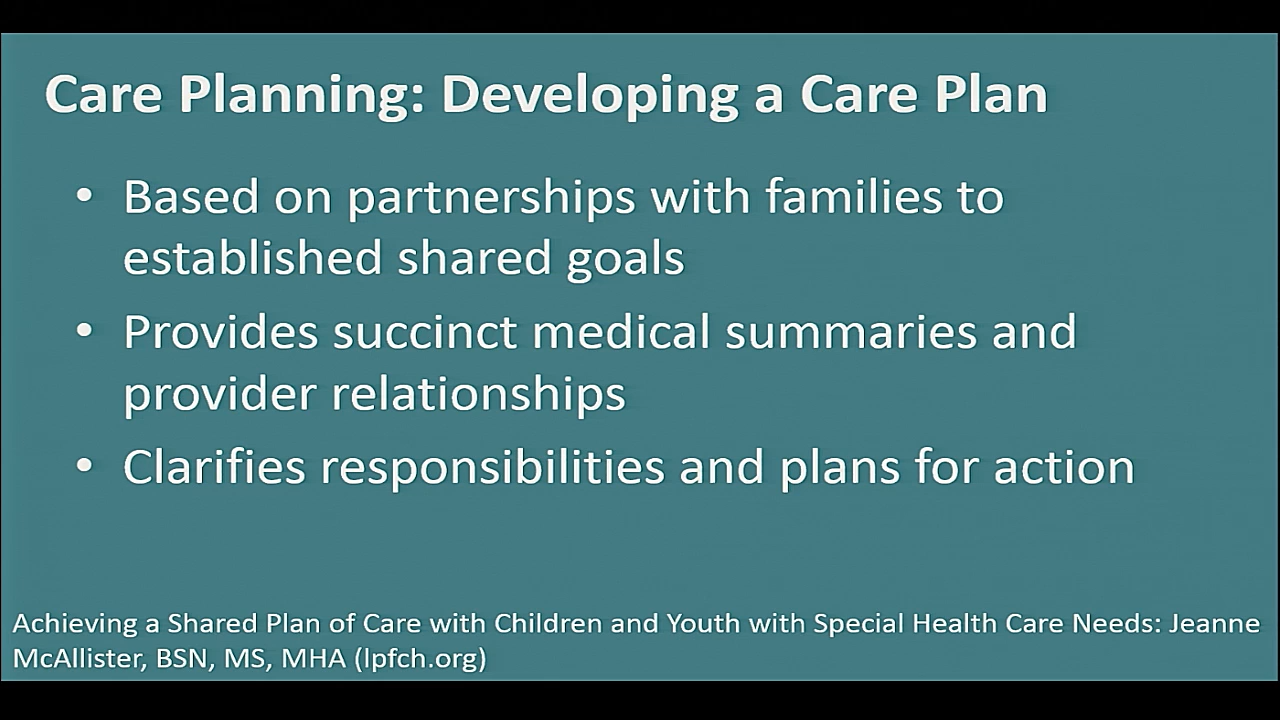 Care Planning: Developing a Care Plan
• Based on partnerships with families to
established shared goals
• Provides succinct medical summaries and
provider relationships
• Clarifies responsibilities and plans for action
Achieving a Shared Plan of Care with Children and Youth with Special Health Care Needs: Jeanne
McAllister, BSN, MS, MHA (lpfch.org)